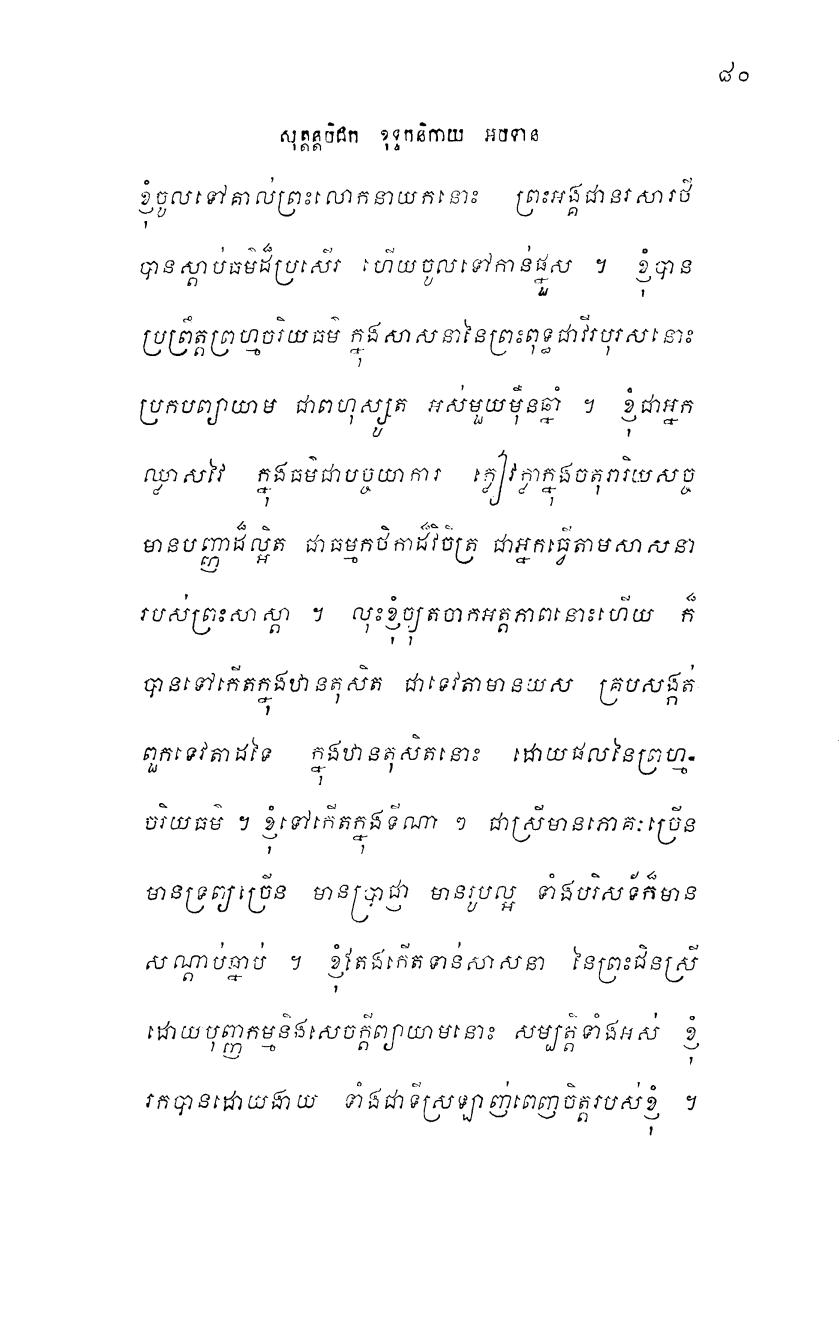 ៨០
សុត្តន្តបិដក ខុទ្ទកនិកាយ អបទាន
ខ្ញុំចូលទៅគាល់ព្រះលោកនាយកនោះ ព្រះអង្គជានរសារថី
បានស្តាប់ធម៌ដ៏ប្រសើរ ហើយចូលទៅកាន់ផ្នួស ។ ខ្ញុំបាន
ប្រព្រឹត្តព្រហ្មចរិយធម៌ ក្នុងសាសនានៃព្រះពុទ្ធជាវីរបុរសនោះ
ប្រកបព្យាយាម ជាពហុស្សូត អស់មួយម៉ឺនឆ្នាំ ។ ខ្ញុំជាអ្នក
ឈ្លាសវៃ ក្នុងធម៌ជាបច្ចយាការ ក្លៀវក្លាក្នុងចតុរារិយសច្ច
មានបញ្ញាដ៏ល្អិត ជាធម្មកថិកាដ៏វិចិត្រ ជាអ្នកធ្វើតាមសាសនា
របស់ព្រះសាស្តា ។ លុះខ្ញុំច្យុតចាកអត្តភាពនោះហើយ ក៏
បានទៅកើតក្នុងឋានតុសិត ជាទេវតាមានយស គ្របសង្កត់
ពួកទេវតាដទៃ ក្នុងឋានតុសិតនោះ ដោយផលនៃព្រហ្ម-
ចរិយធម៌ ។ ខ្ញុំទៅកើតក្នុងទីណា ៗ ជាស្រីមានភោគៈច្រើន
មានទ្រព្យច្រើន មានប្រាជ្ញា មានរូបល្អ ទាំងបរិសទ័ក៏មាន
សណ្តាប់ធ្នាប់ ។ ខ្ញុំតែងកើតទាន់សាសនា នៃព្រះជិនស្រី
ដោយបុញ្ញកម្មនិងសេចក្តីព្យាយាមនោះ សម្បត្តិទាំងអស់ ខ្ញុំ
រកបានដោយងាយ ទាំងជាទីស្រឡាញ់ពេញចិត្តរបស់ខ្ញុំ ។